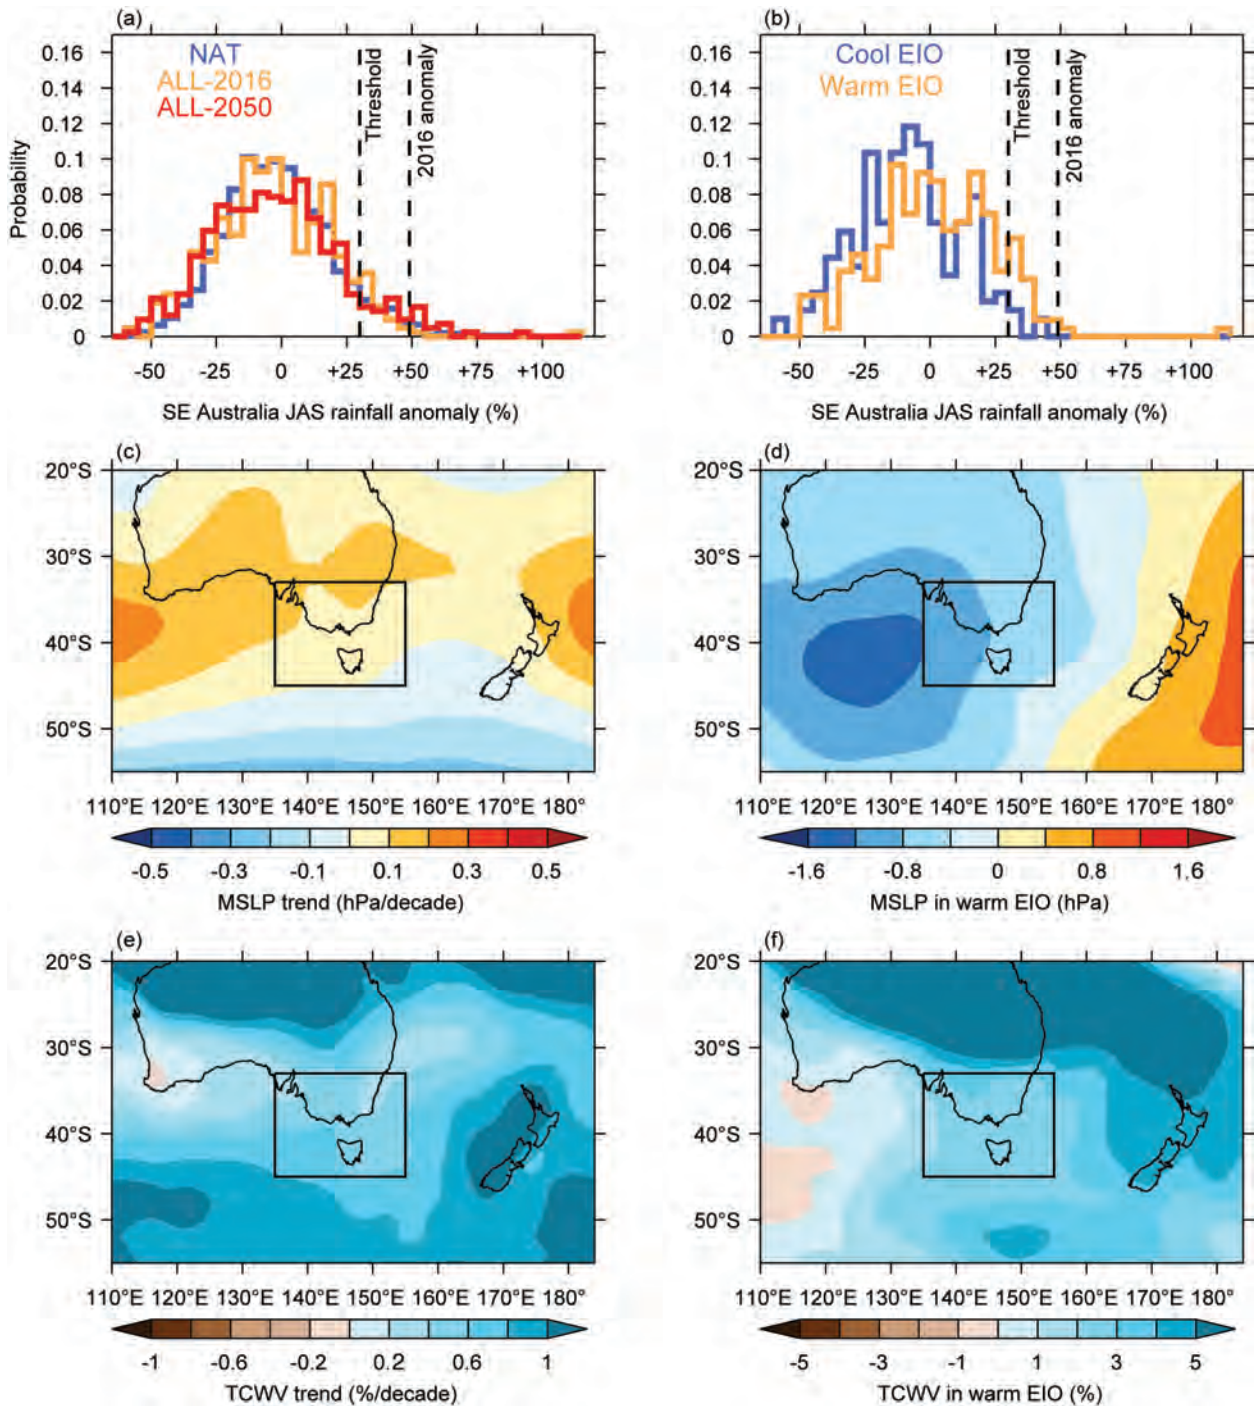 (a)
0.16
0.14
0.12
0.1
0.08
0.06
0.04
0.02
0
Probability
NAT
ALL-2016
ALL-2050
Threshold
2016 anomaly
-50 -25 0 +25 +50 +75 +100
SE Australia JAS rainfall anomaly (%)
(b)
0.16
0.14
0.12
0.1
0.08
0.06
0.04
0.02
0
Cool EIO
Warm EIO
Threshold
2016 anomaly
-50 -25 0 +25 +50 +75 +100
SE Australia JAS rainfall anomaly (%)
(c)
20°S
30°S
40°S
50°S
110°E 120°E 130°E 140°E 150°E 160°E 170°E 180°
-0.5 -0.3 -0.1 0.1 0.3 0.5
MSLP trend (hPa/decade)
(d)
20°S
30°S
40°S
50°S
110°E 120°E 130°E 140°E 150°E 160°E 170°E 180°
-1.6 -0.8 0 0.8 1.6
MSLP in warm EIO (hPa)
(e)
20°S
30°S
40°S
50°S
110°E 120°E 130°E 140°E 150°E 160°E 170°E 180°
-1 -0.6 -0.2 0.2 0.6 1
TCWV trend (%/decade)
(f)
20°S
30°S
40°S
50°S
110°E 120°E 130°E 140°E 150°E 160°E 170°E 180°
-5 -3 -1 1 3 5
TCWV in warm EIO (%)